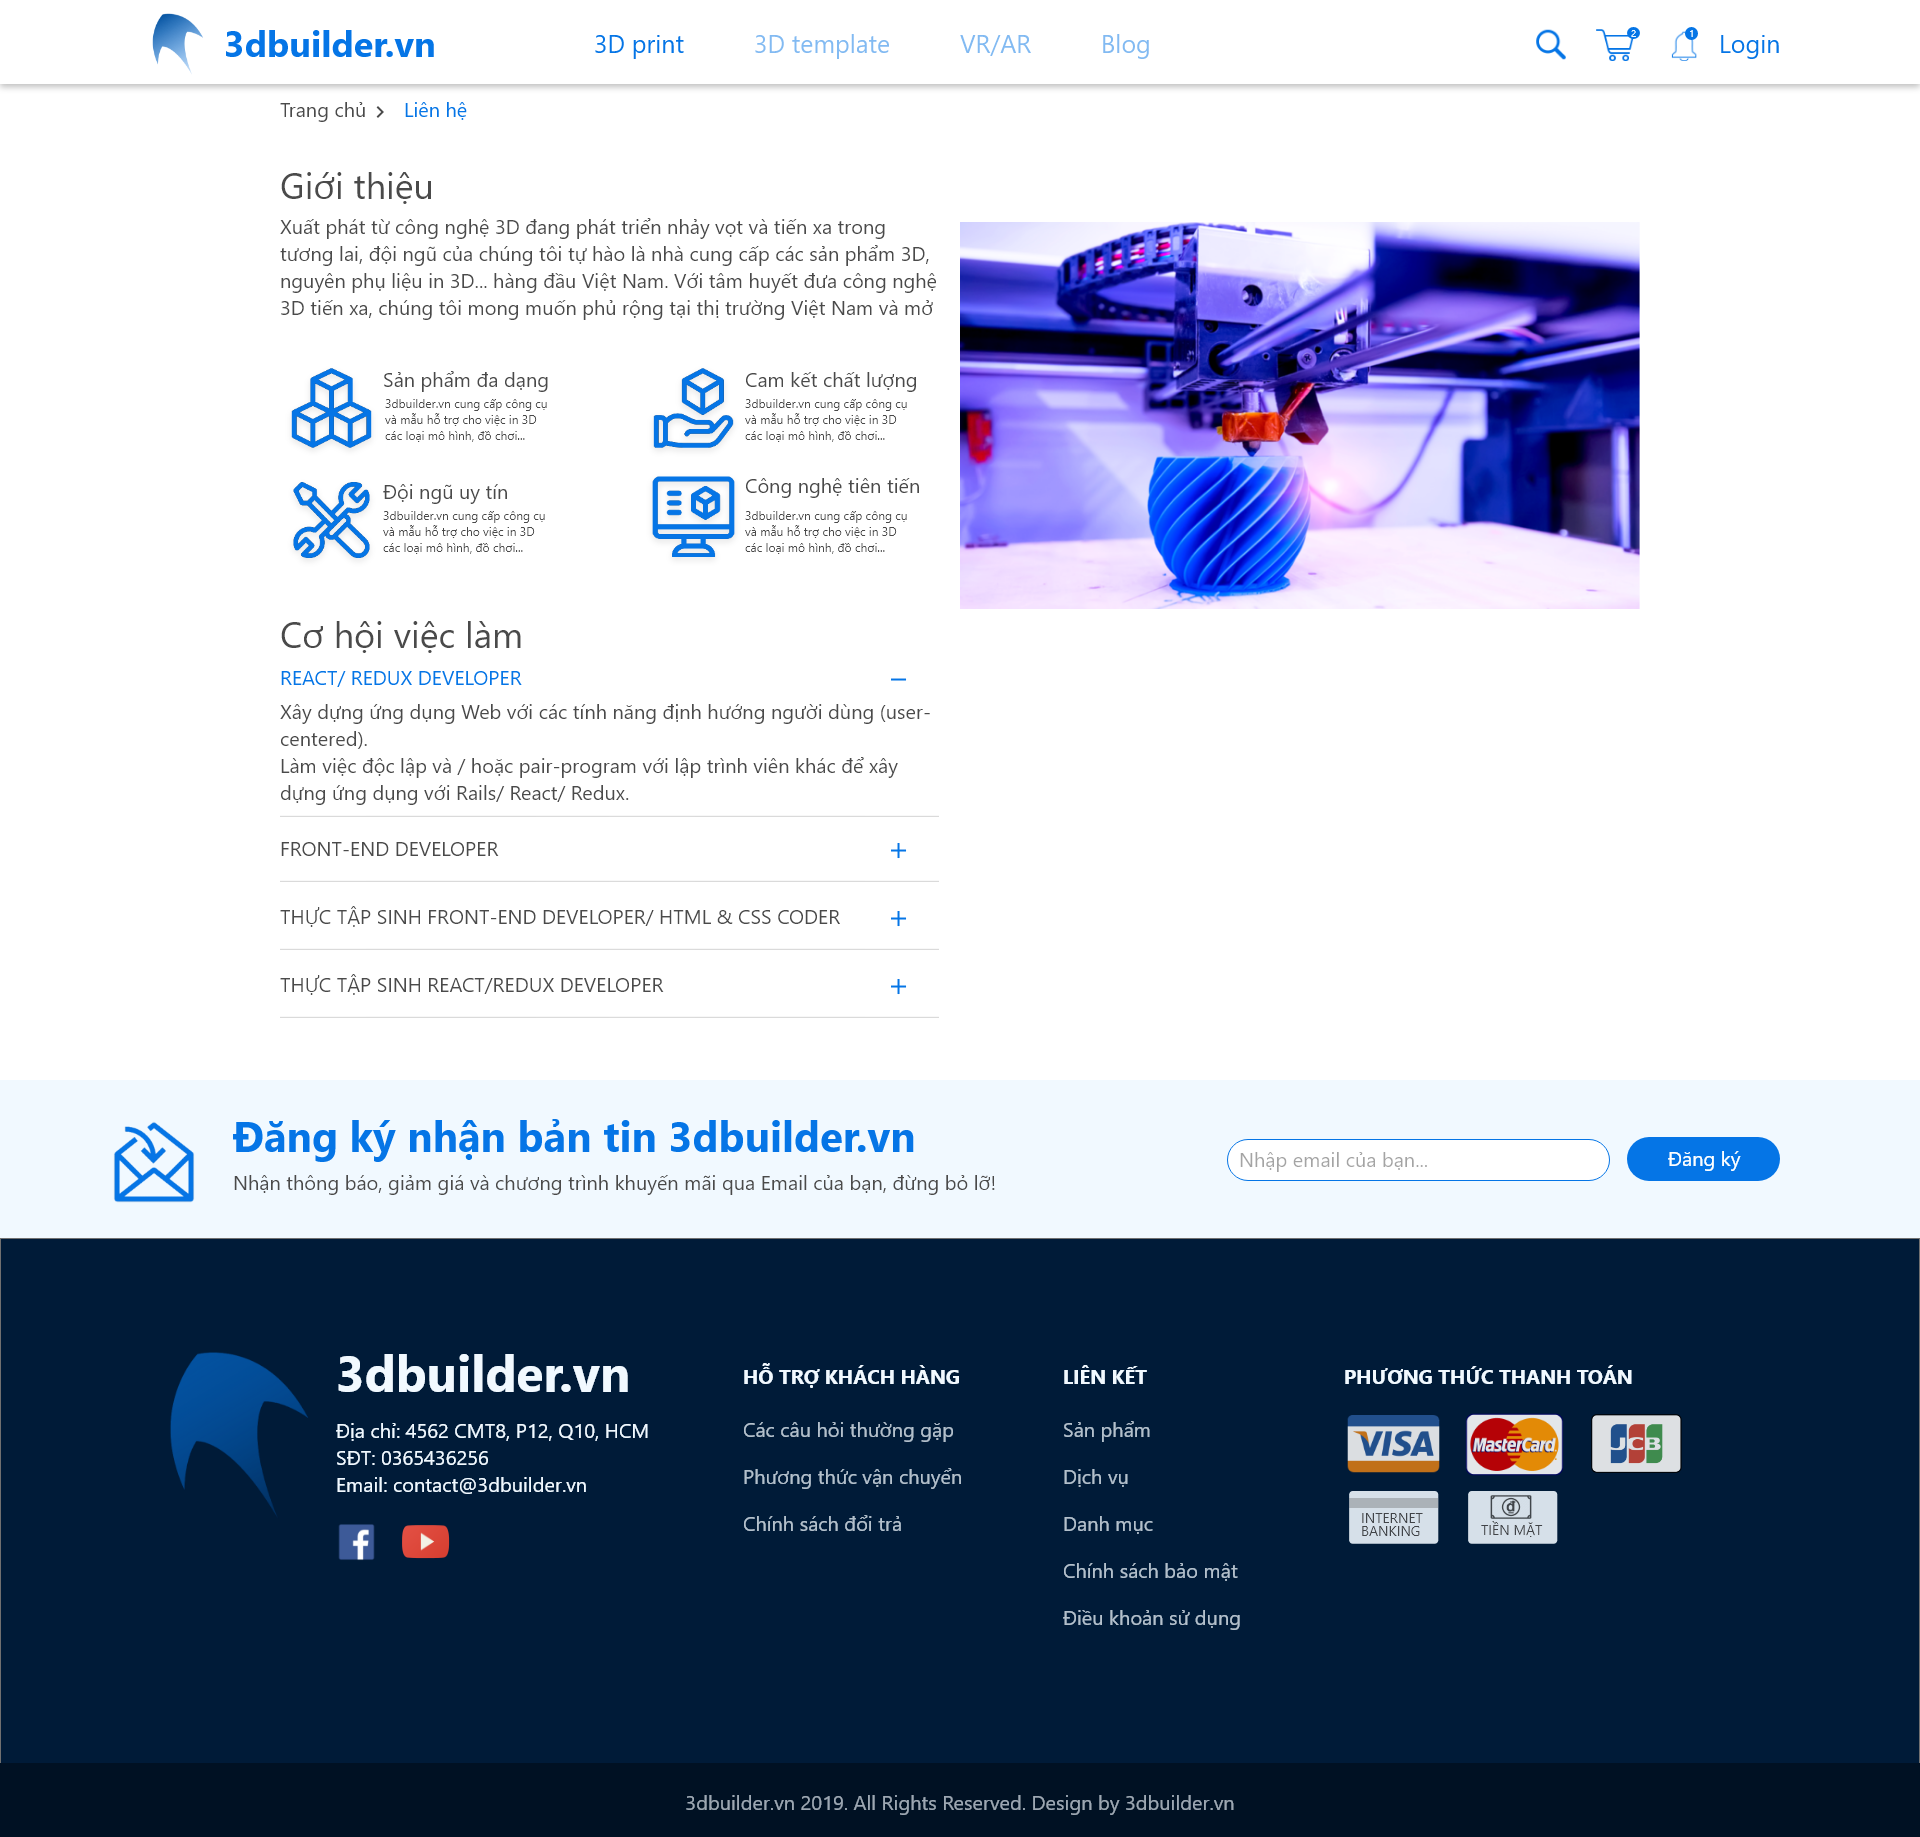 3dbuilder.vn
3D print
3D template
VR/AR
Blog
2
1
Login
Trang chủ
Liên hệ
Giới thiệu
Xuất phát từ công nghệ 3D đang phát triển nhảy vọt và tiến xa trong
tương lai, đội ngũ của chúng tôi tự hào là nhà cung cấp các sản phẩm 3D,
nguyên phụ liệu in 3D... hàng đầu Việt Nam. Với tâm huyết đưa công nghệ
3D tiến xa, chúng tôi mong muốn phủ rộng tại thị trường Việt Nam và mở
Sản phẩm đa dạng
3dbuilder.vn cung cấp công cụ
và mẫu hỗ trợ cho việc in 3D
các loại mô hình, đồ chơi...
Cam kết chất lượng
3dbuilder.vn cung cấp công cụ
và mẫu hỗ trợ cho việc in 3D
các loại mô hình, đồ chơi...
Đội ngũ uy tín
3dbuilder.vn cung cấp công cụ
và mẫu hỗ trợ cho việc in 3D
các loại mô hình, đồ chơi...
Công nghệ tiên tiến
3dbuilder.vn cung cấp công cụ
và mẫu hỗ trợ cho việc in 3D
các loại mô hình, đồ chơi...
Cơ hội việc làm
REACT/ REDUX DEVELOPER
Xây dựng ứng dụng Web với các tính năng định hướng người dùng (user-
centered).
Làm việc độc lập và / hoặc pair-program với lập trình viên khác để xây
dựng ứng dụng với Rails/ React/ Redux.
FRONT-END DEVELOPER
THỰC TẬP SINH FRONT-END DEVELOPER/ HTML & CSS CODER
THỰC TẬP SINH REACT/REDUX DEVELOPER
Đăng ký nhận bản tin 3dbuilder.vn
Nhận thông báo, giảm giá và chương trình khuyến mãi qua Email của bạn, đừng bỏ lỡ!
Nhập email của bạn...
Đăng ký
3dbuilder.vn
Địa chỉ: 4562 CMT8, P12, Q10, HCM
SĐT: 0365436256
Email: contact@3dbuilder.vn
HỖ TRỢ KHÁCH HÀNG
Các câu hỏi thường gặp
Phương thức vận chuyển
Chính sách đổi trả
LIÊN KẾT
Sản phẩm
Dịch vụ
Danh mục
Chính sách bảo mật
Điều khoản sử dụng
PHƯƠNG THỨC THANH TOÁN
VISA
MasterCard
JCB
INTERNET
BANKING
đ
TIỀN MẶT
3dbuilder.vn 2019. All Rights Reserved. Design by 3dbuilder.vn